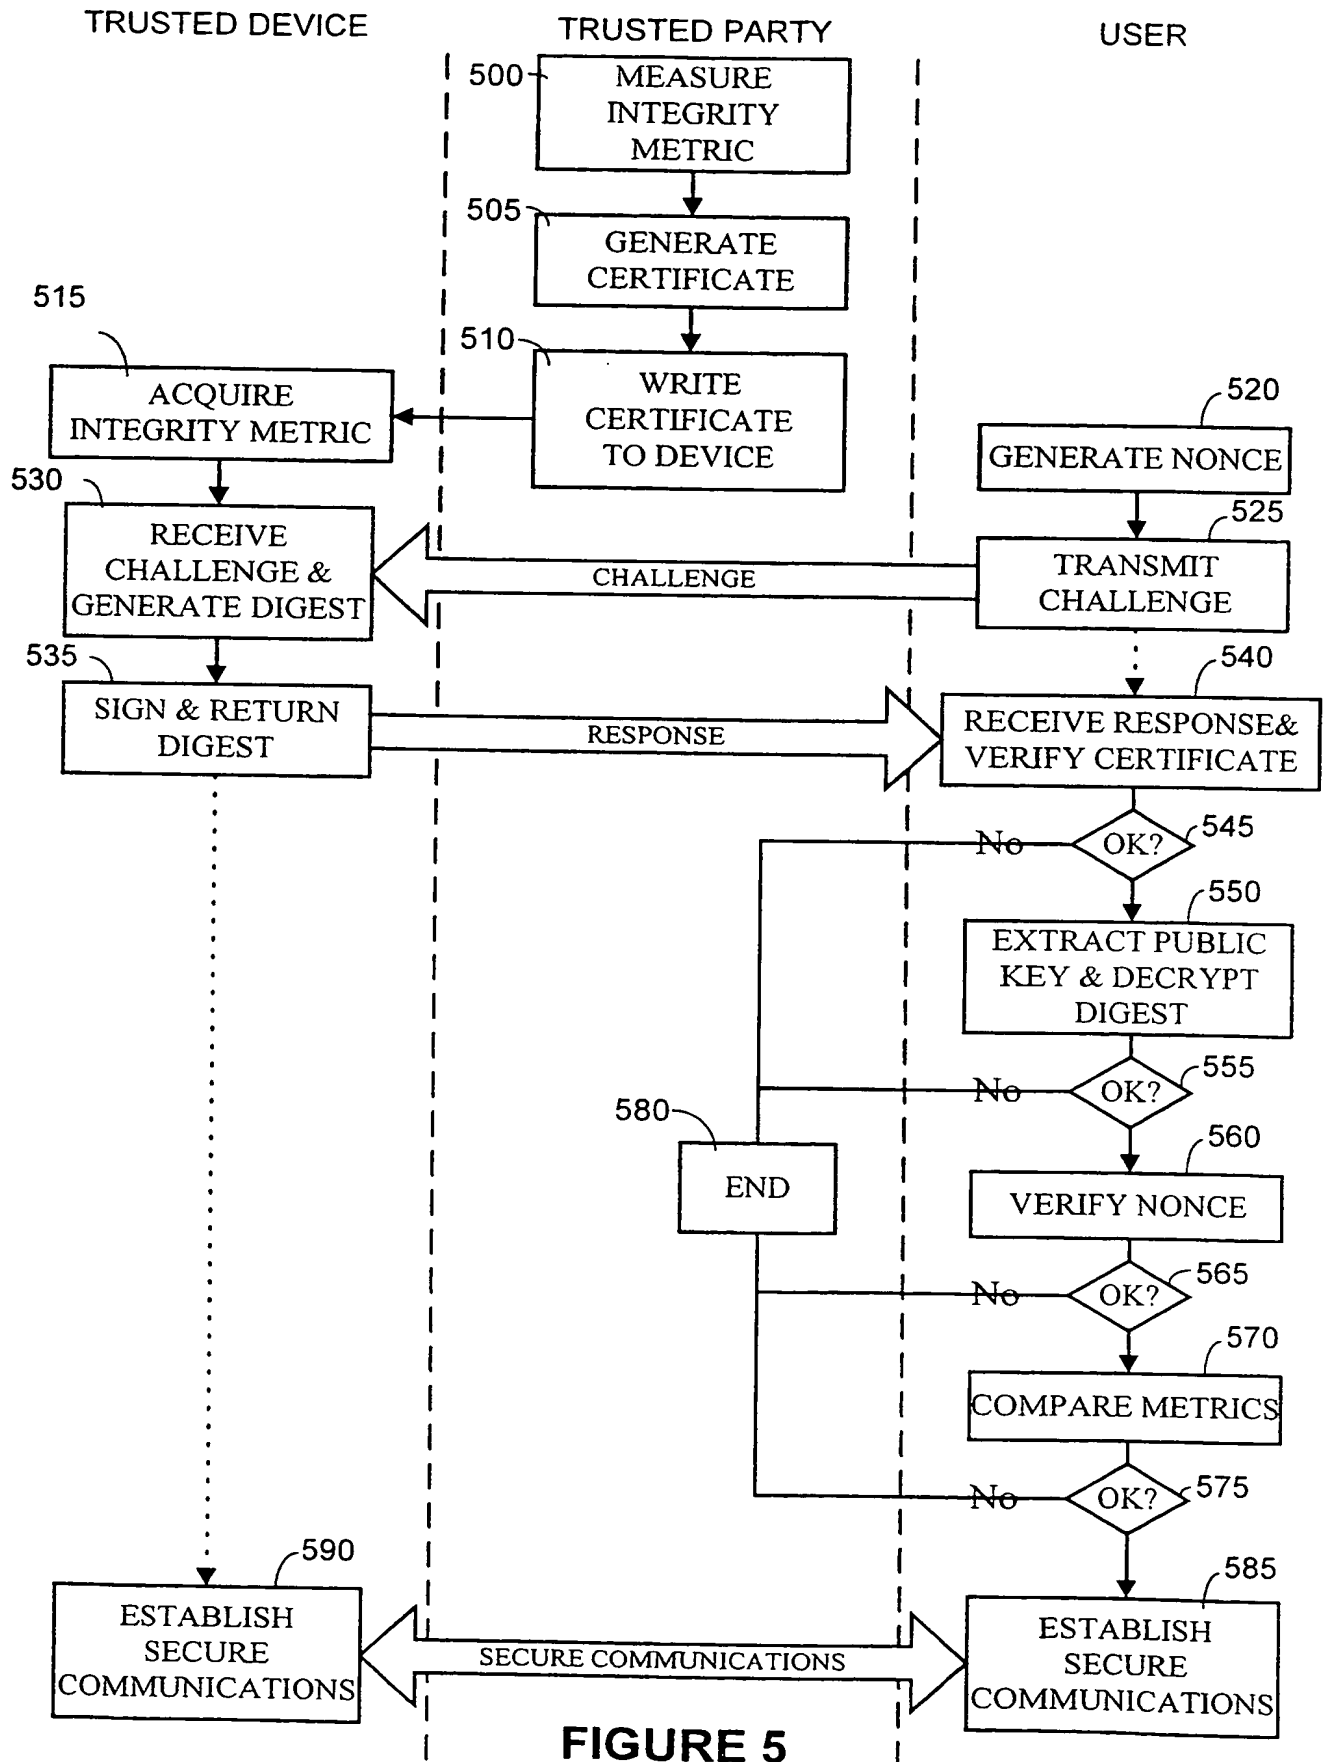 TRUSTED DEVICE
TRUSTED PARTY
USER
500
MEASURE
INTEGRITY
METRIC
505
GENERATE
CERTIFICATE
510
WRITE
CERTIFICATE
TO DEVICE
515
ACQUIRE
INTEGRITY METRIC
520
GENERATE NONCE
525
TRANSMIT
CHALLENGE
CHALLENGE
530
RECEIVE
CHALLENGE &
GENERATE DIGEST
535
SIGN & RETURN
DIGEST
RESPONSE
540
RECEIVE RESPONSE&
VERIFY CERTIFICATE
545
OK?
No
550
EXTRACT PUBLIC
KEY & DECRYPT
DIGEST
555
OK?
No
580
END
560
VERIFY NONCE
565
OK?
No
570
COMPARE METRICS
575
OK?
No
590
ESTABLISH
SECURE
COMMUNICATIONS
SECURE COMMUNICATIONS
585
ESTABLISH
SECURE
COMMUNICATIONS
FIGURE 5